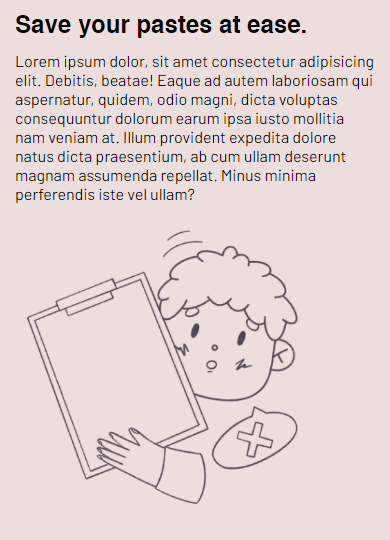 Save your pastes at ease.
Lorem ipsum dolor, sit amet consectetur adipisicing
elit. Debitis, beatae! Eaque ad autem laboriosam qui
aspernatur, quidem, odio magni, dicta voluptas
consequuntur dolorum earum ipsa iusto mollitia
nam veniam at. Illum provident expedita dolore
natus dicta praesentium, ab cum ullam deserunt
magnam assumenda repellat. Minus minima
perferendis iste vel ullam?